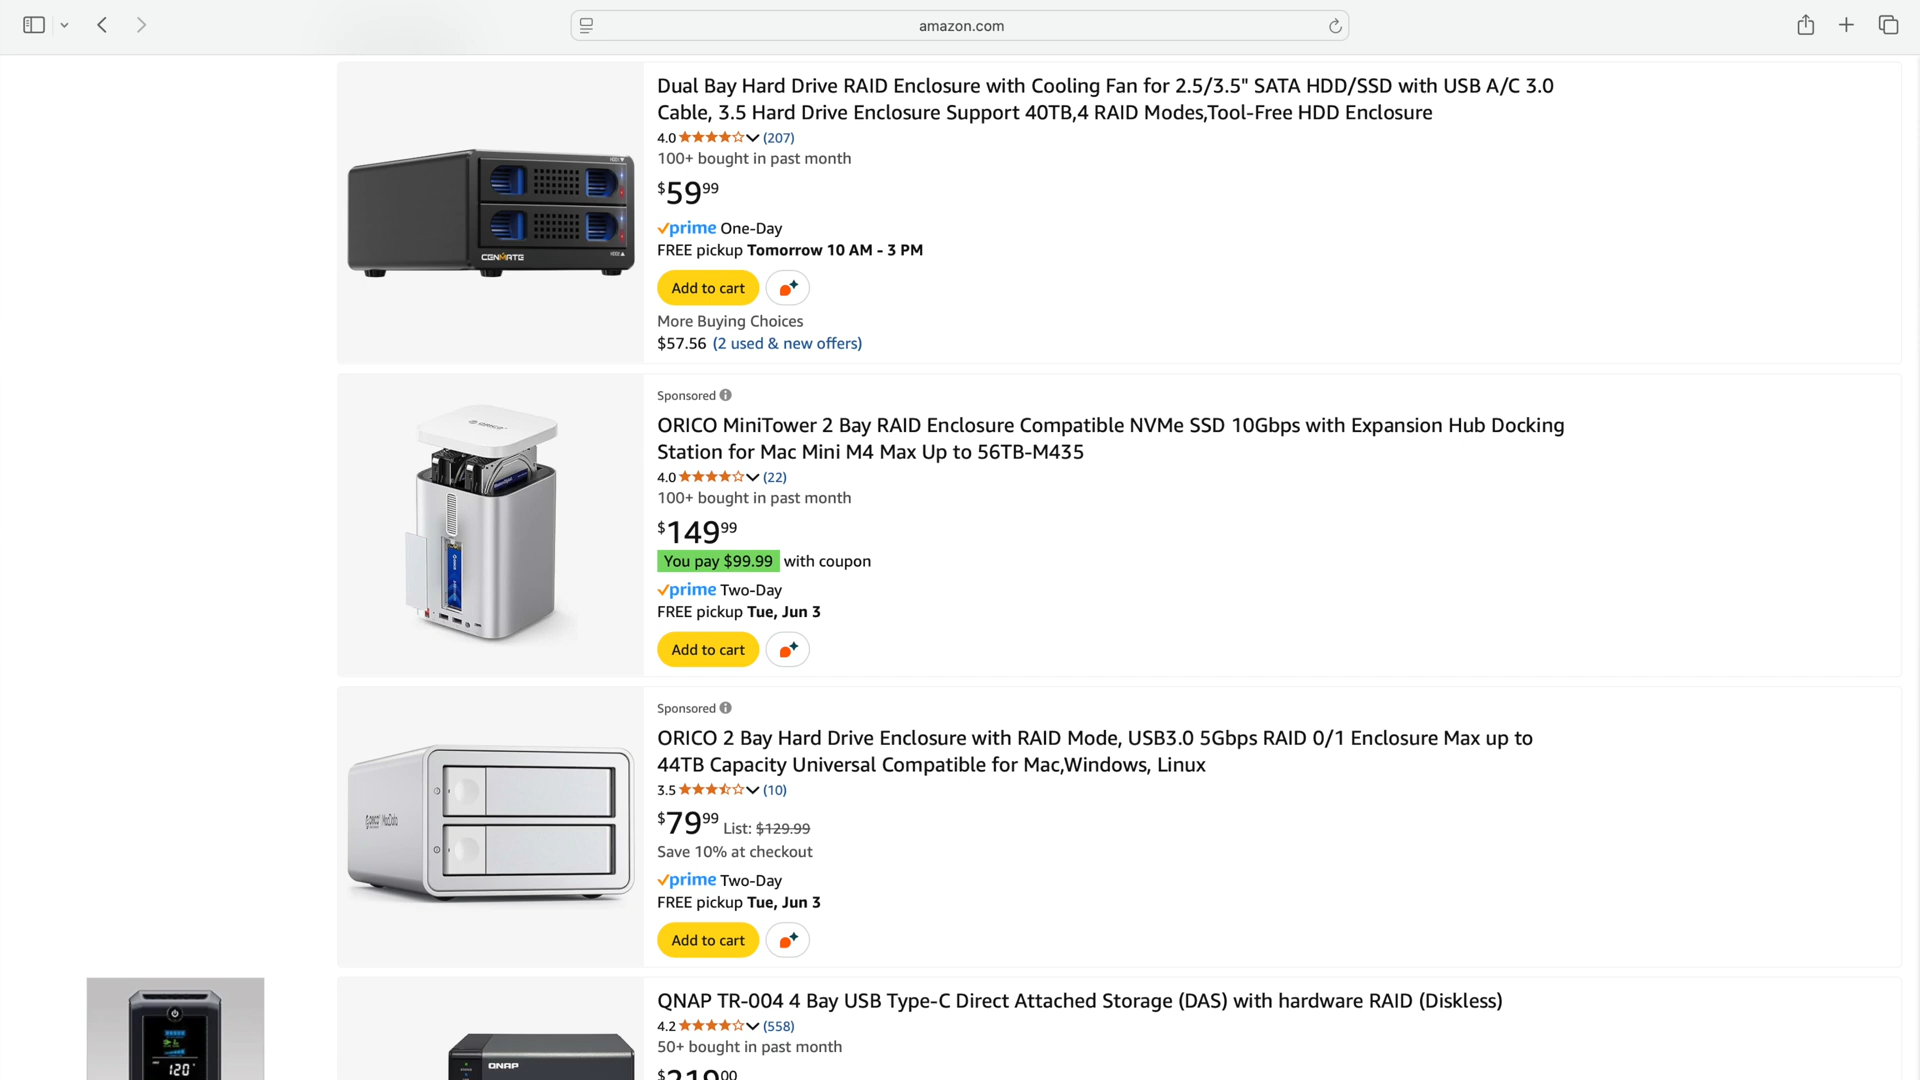 amazon.com
Dual Bay Hard Drive RAID Enclosure with Cooling Fan for 2.5/3.5" SATA HDD/SSD with USB A/C 3.0
Cable, 3.5 Hard Drive Enclosure Support 40TB,4 RAID Modes,Tool-Free HDD Enclosure
4.0 (207)
100+ bought in past month
$59.99
prime One-Day
FREE pickup Tomorrow 10 AM - 3 PM
Add to cart
More Buying Choices
$57.56 (2 used & new offers)
CENMATE
Sponsored
ORICO MiniTower 2 Bay RAID Enclosure Compatible NVMe SSD 10Gbps with Expansion Hub Docking
Station for Mac Mini M4 Max Up to 56TB-M435
4.0 (22)
100+ bought in past month
$149.99
You pay $99.99 with coupon
prime Two-Day
FREE pickup Tue, Jun 3
Add to cart
ORICO
Sponsored
ORICO 2 Bay Hard Drive Enclosure with RAID Mode, USB3.0 5Gbps RAID 0/1 Enclosure Max up to
44TB Capacity Universal Compatible for Mac,Windows, Linux
3.5 (10)
$79.99 List: $129.99
Save 10% at checkout
prime Two-Day
FREE pickup Tue, Jun 3
Add to cart
ORICO MacData
QNAP TR-004 4 Bay USB Type-C Direct Attached Storage (DAS) with hardware RAID (Diskless)
4.2 (558)
50+ bought in past month
$219.00
QNAP
120